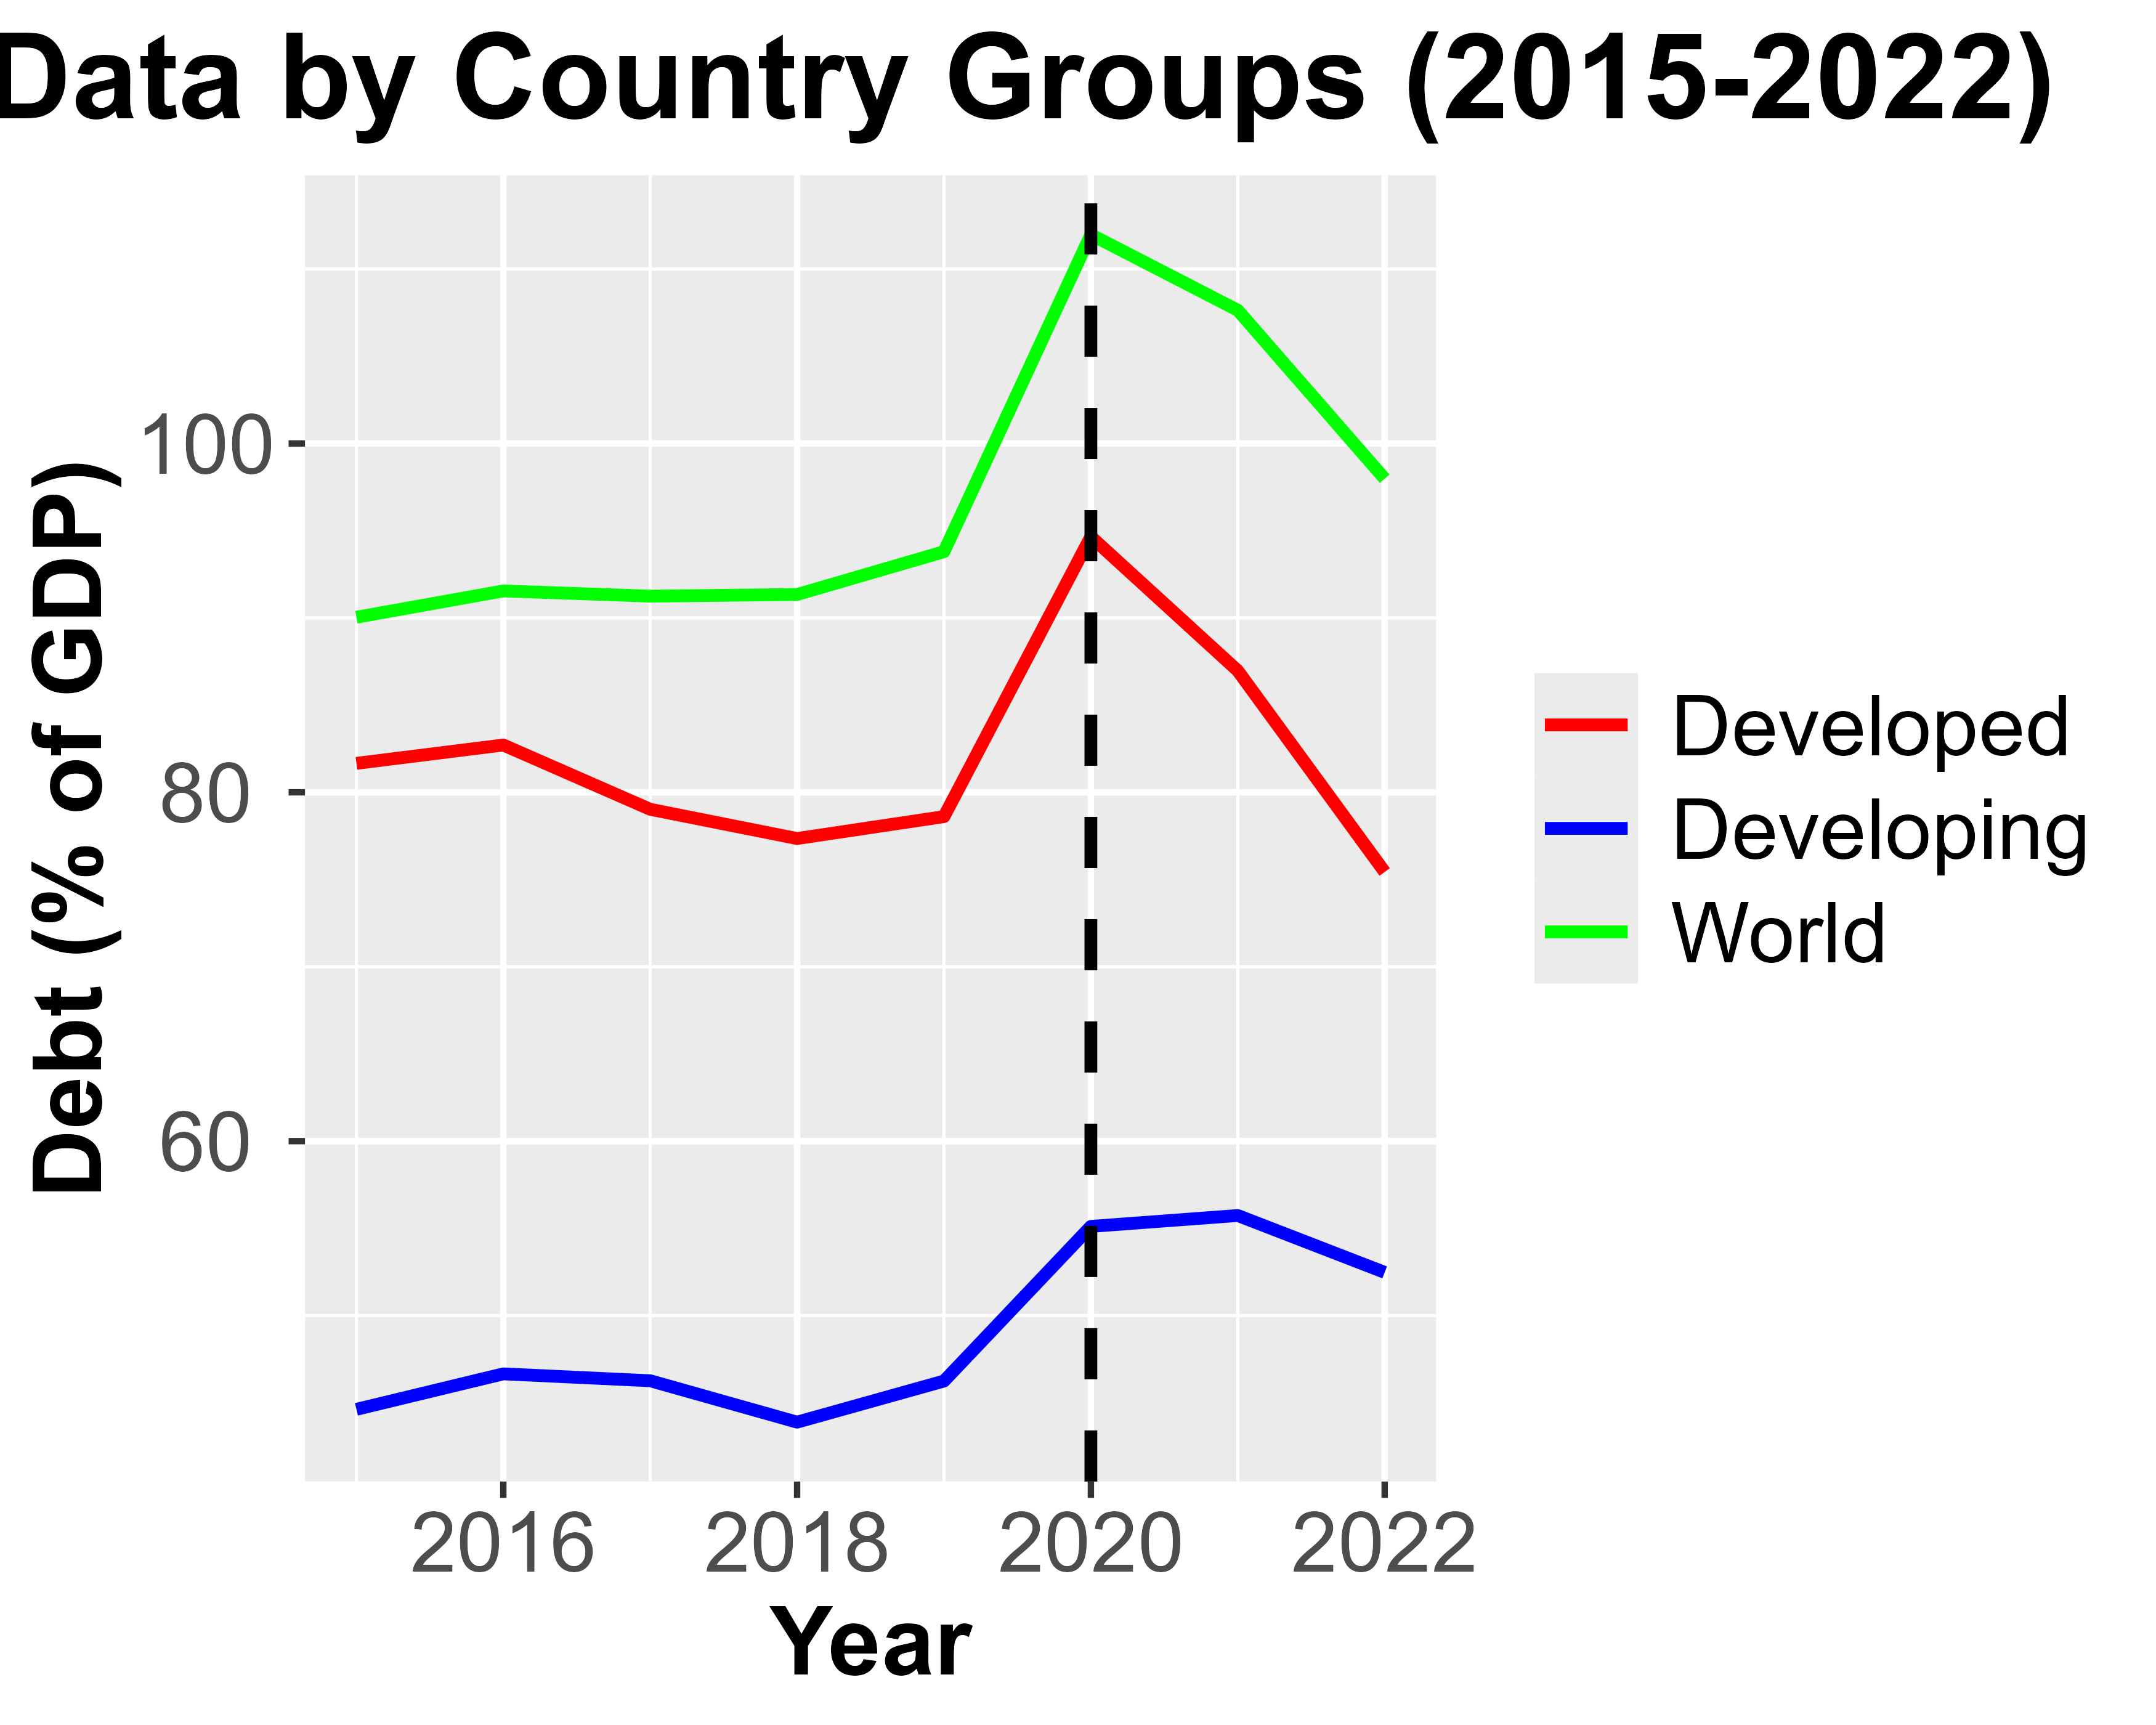 Data by Country Groups (2015-2022)
Debt (% of GDP)
100
80
60
2016 2018 2020 2022
Year
Developed
Developing
World